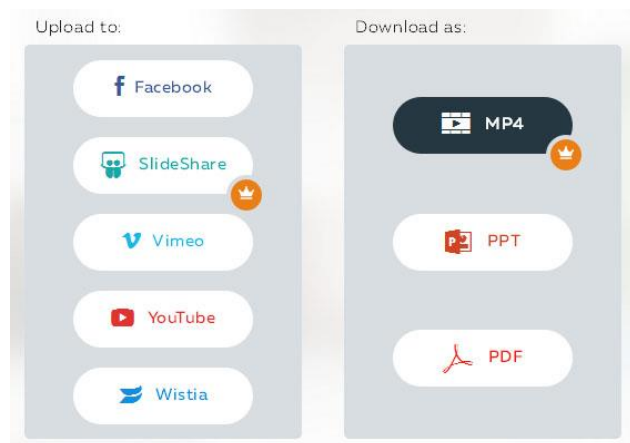 Upload to:
Facebook
SlideShare
Vimeo
YouTube
Wistia
Download as:
MP4
PPT
PDF